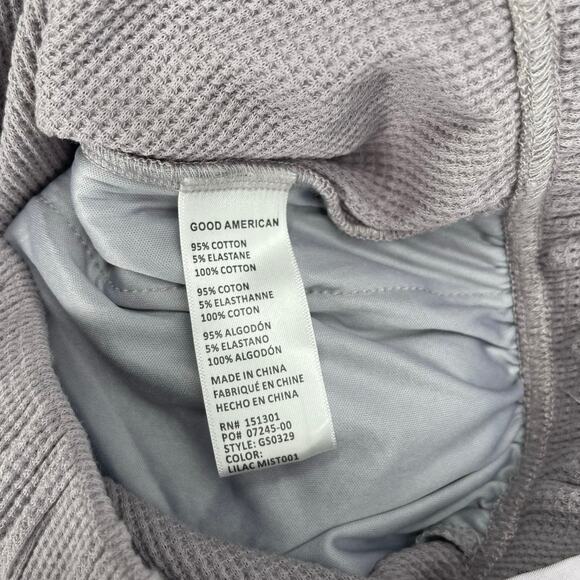 GOOD AMERICAN
95% COTTON
5% ELASTANE
100% COTTON
95% COTON
5% ELASTHANNE
100% COTON
95% ALGODÓN
5% ELASTANO
100% ALGODÓN
MADE IN CHINA
FABRIQUÉ EN CHINE
HECHO EN CHINA
RN# 151301
PO# 07245-00
STYLE: GS0329
COLOR:
LILAC MIST001